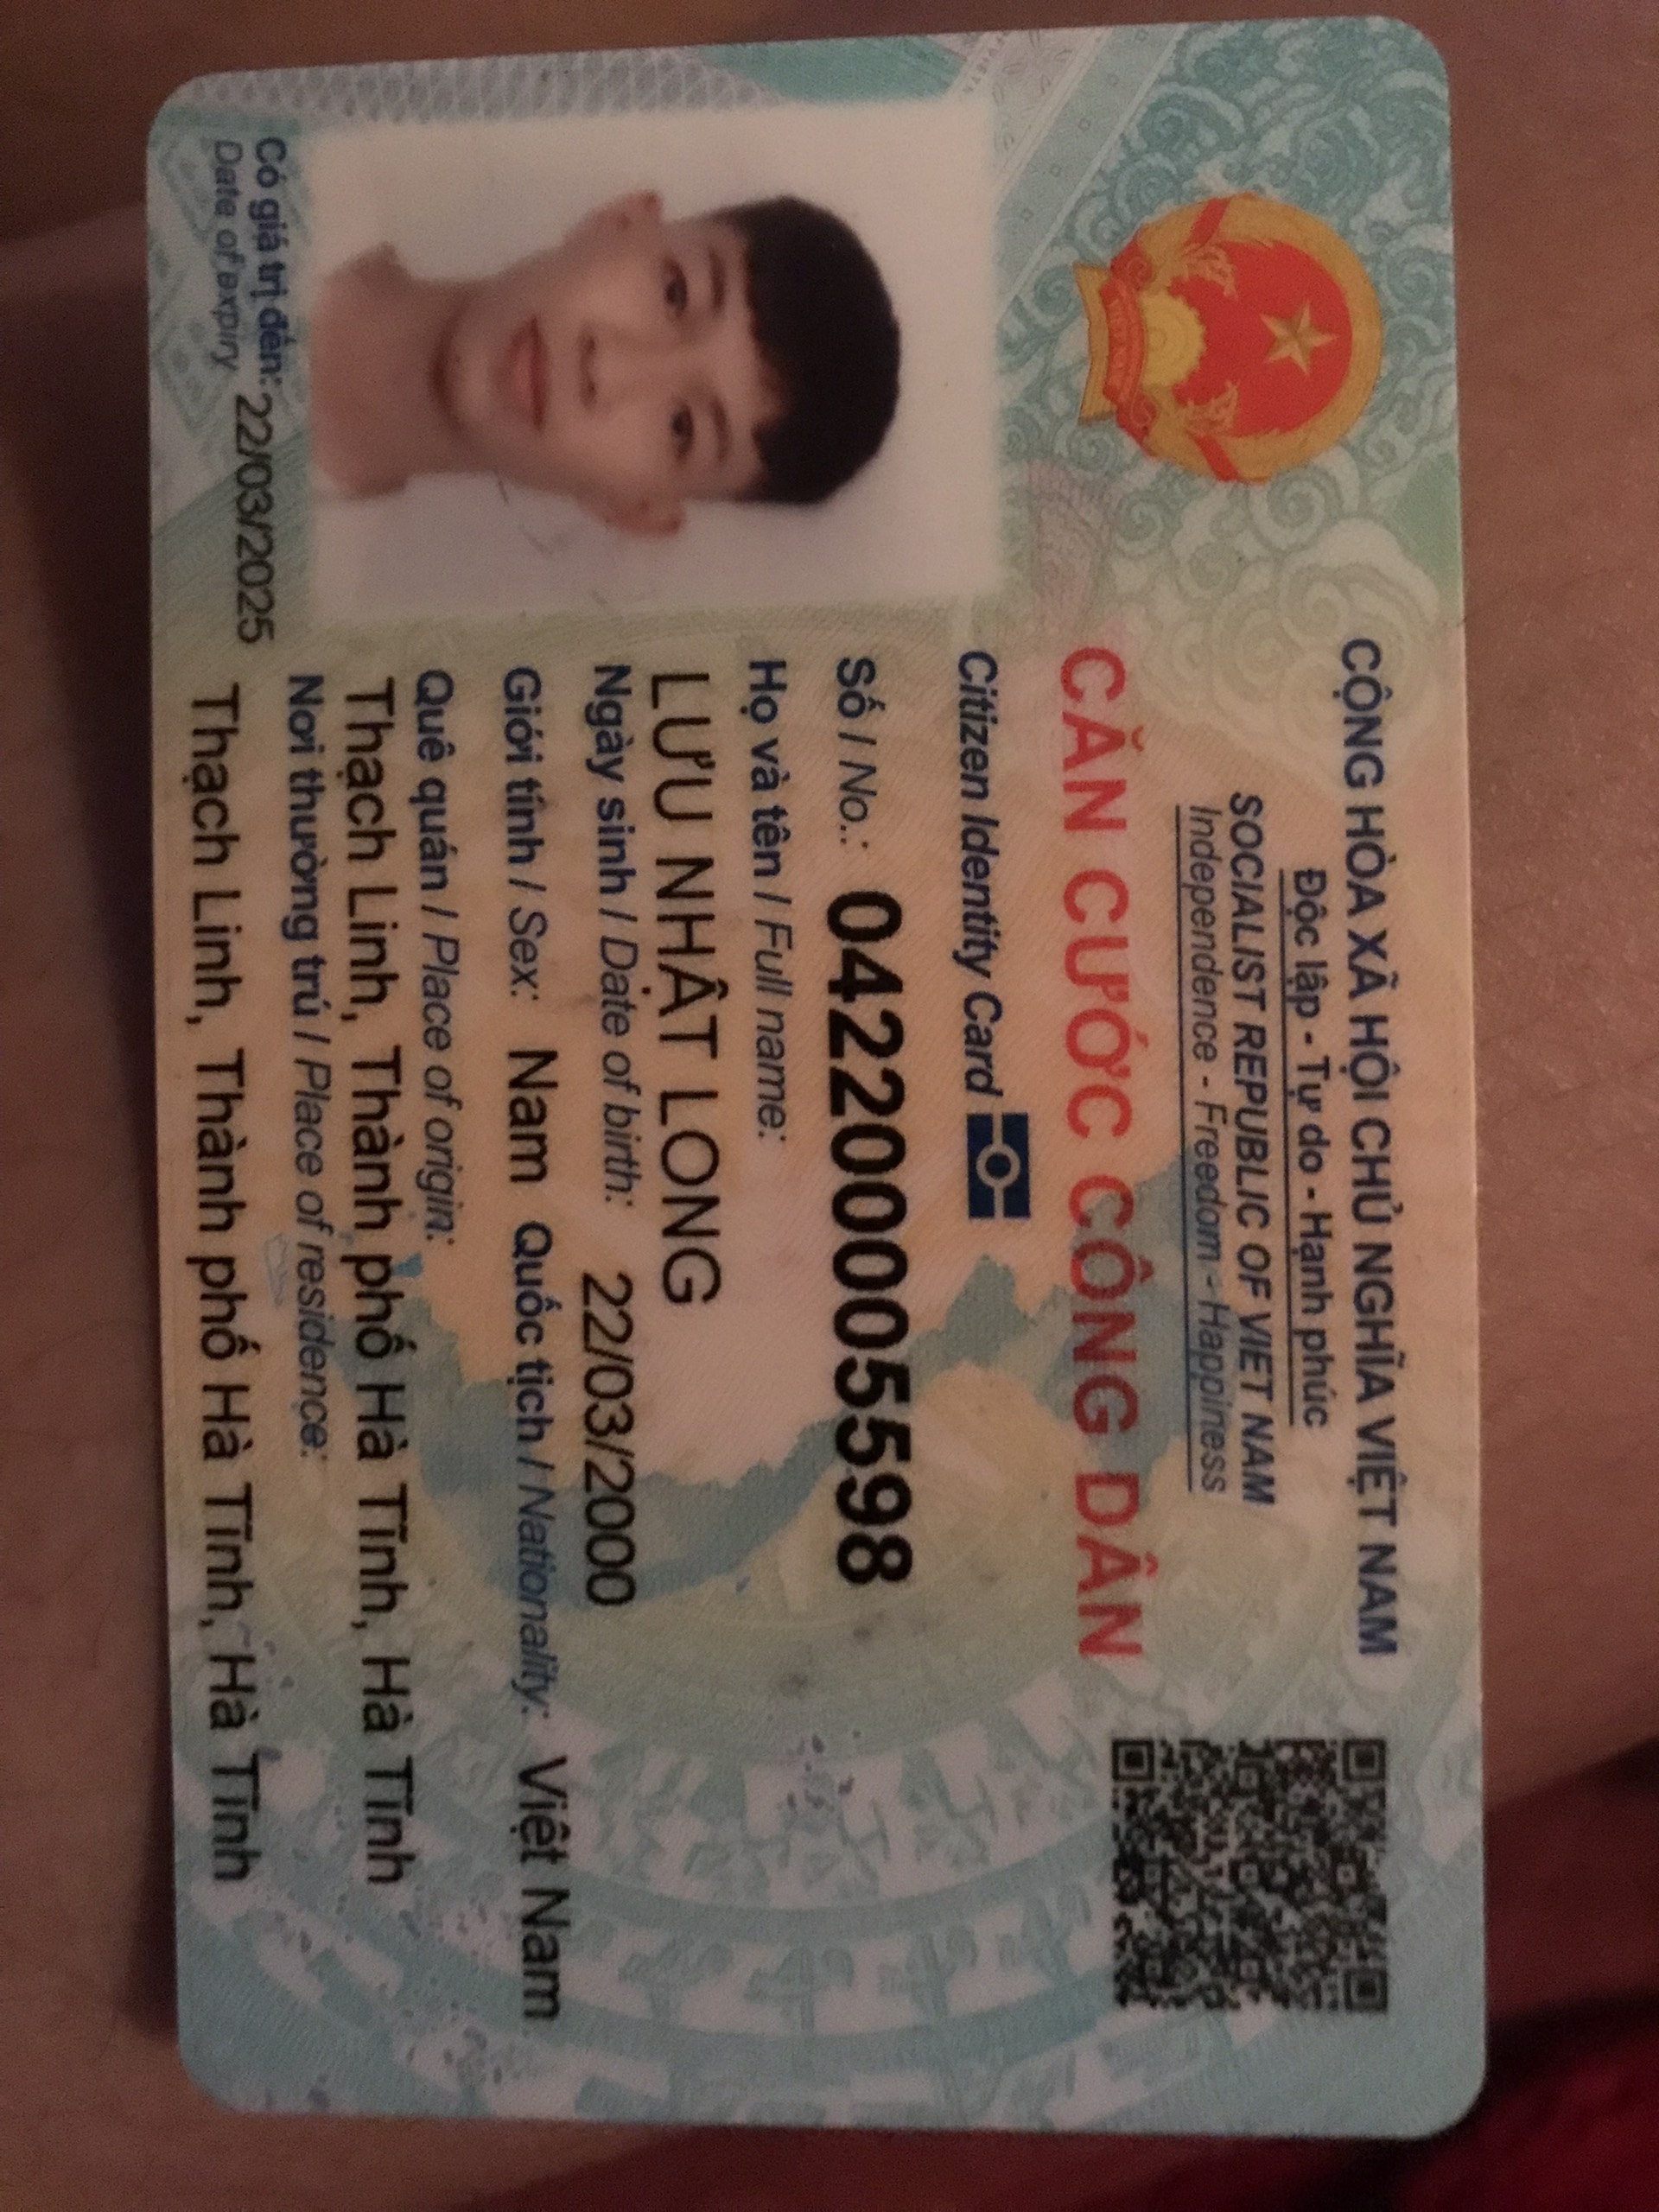 CỘNG HÒA XÃ HỘI CHỦ NGHĨA VIỆT NAM
Độc lập - Tự do - Hạnh phúc
SOCIALIST REPUBLIC OF VIET NAM
Independence - Freedom - Happiness
CĂN CƯỚC CÔNG DÂN
Citizen Identity Card
Số / No.: 042200005598
Họ và tên / Full name:
LƯU NHẬT LONG
Ngày sinh / Date of birth: 22/03/2000
Giới tính / Sex: Nam Quốc tịch / Nationality: Việt Nam
Quê quán / Place of origin:
Thạch Linh, Thành phố Hà Tĩnh, Hà Tĩnh
Nơi thường trú / Place of residence:
Thạch Linh, Thành phố Hà Tĩnh, Hà Tĩnh
Có giá trị đến: 22/03/2025
Date of expiry